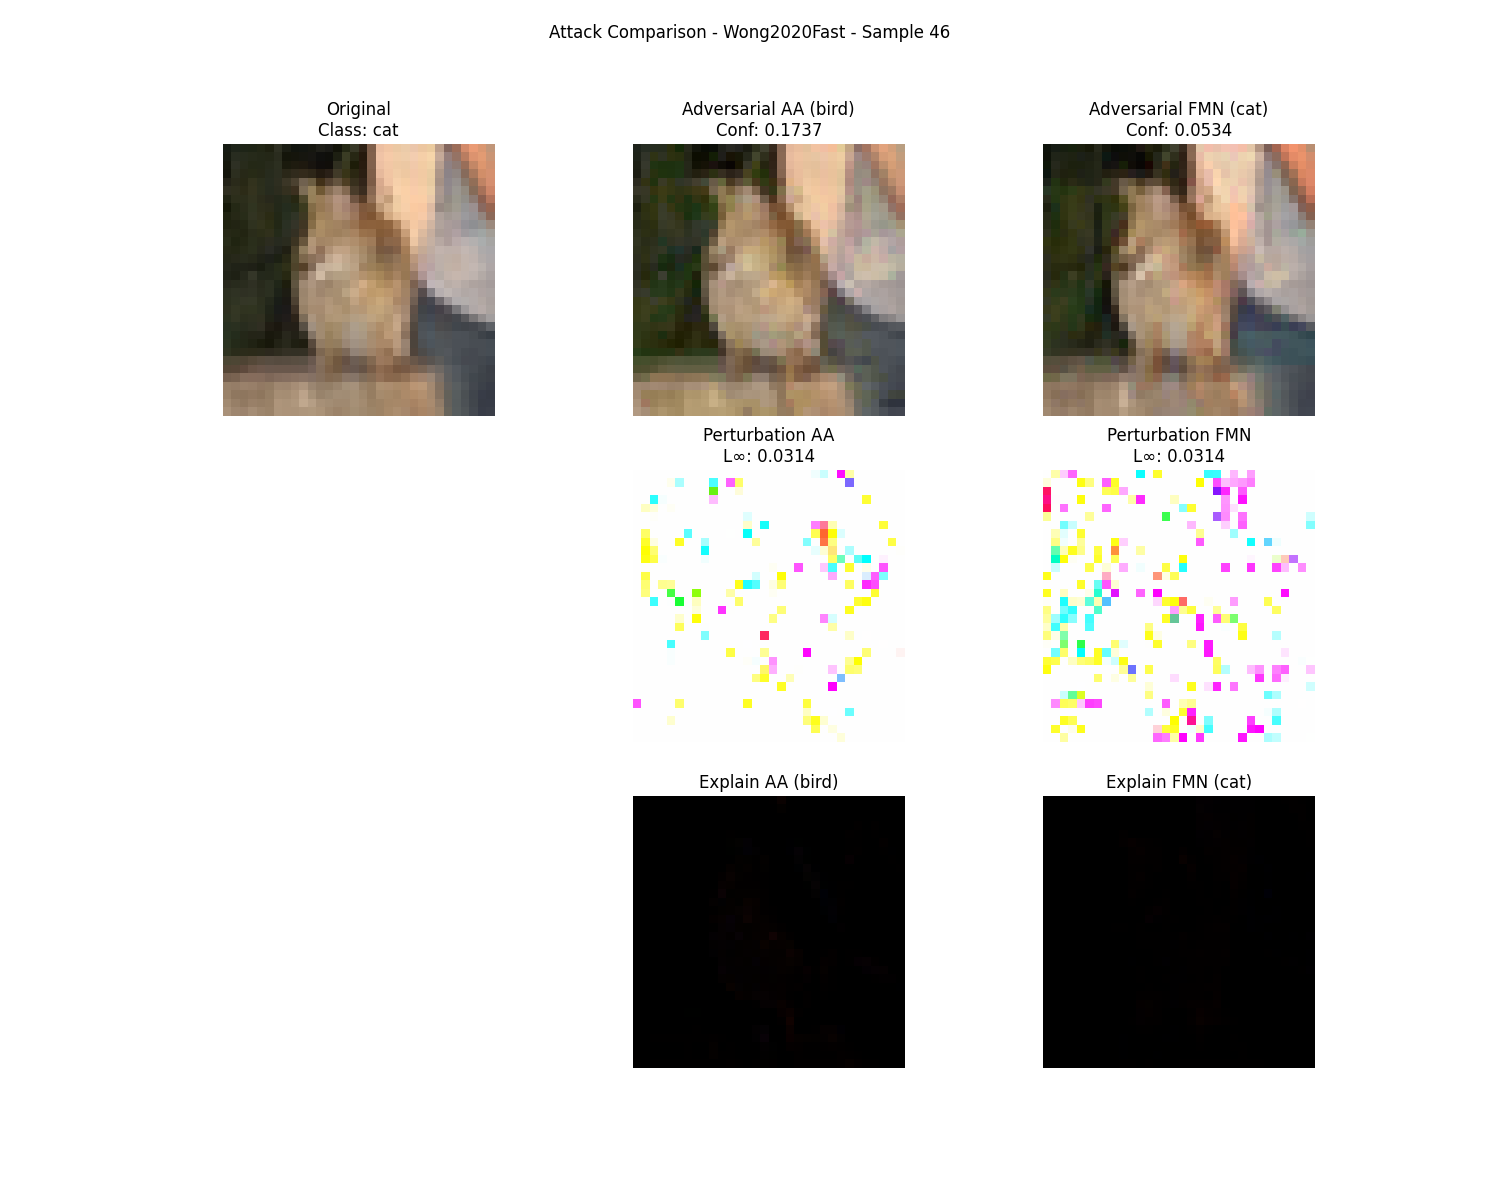 Attack Comparison - Wong2020Fast - Sample 46
Original
Class: cat
Adversarial AA (bird)
Conf: 0.1737
Adversarial FMN (cat)
Conf: 0.0534
Perturbation AA
L∞: 0.0314
Perturbation FMN
L∞: 0.0314
Explain AA (bird)
Explain FMN (cat)